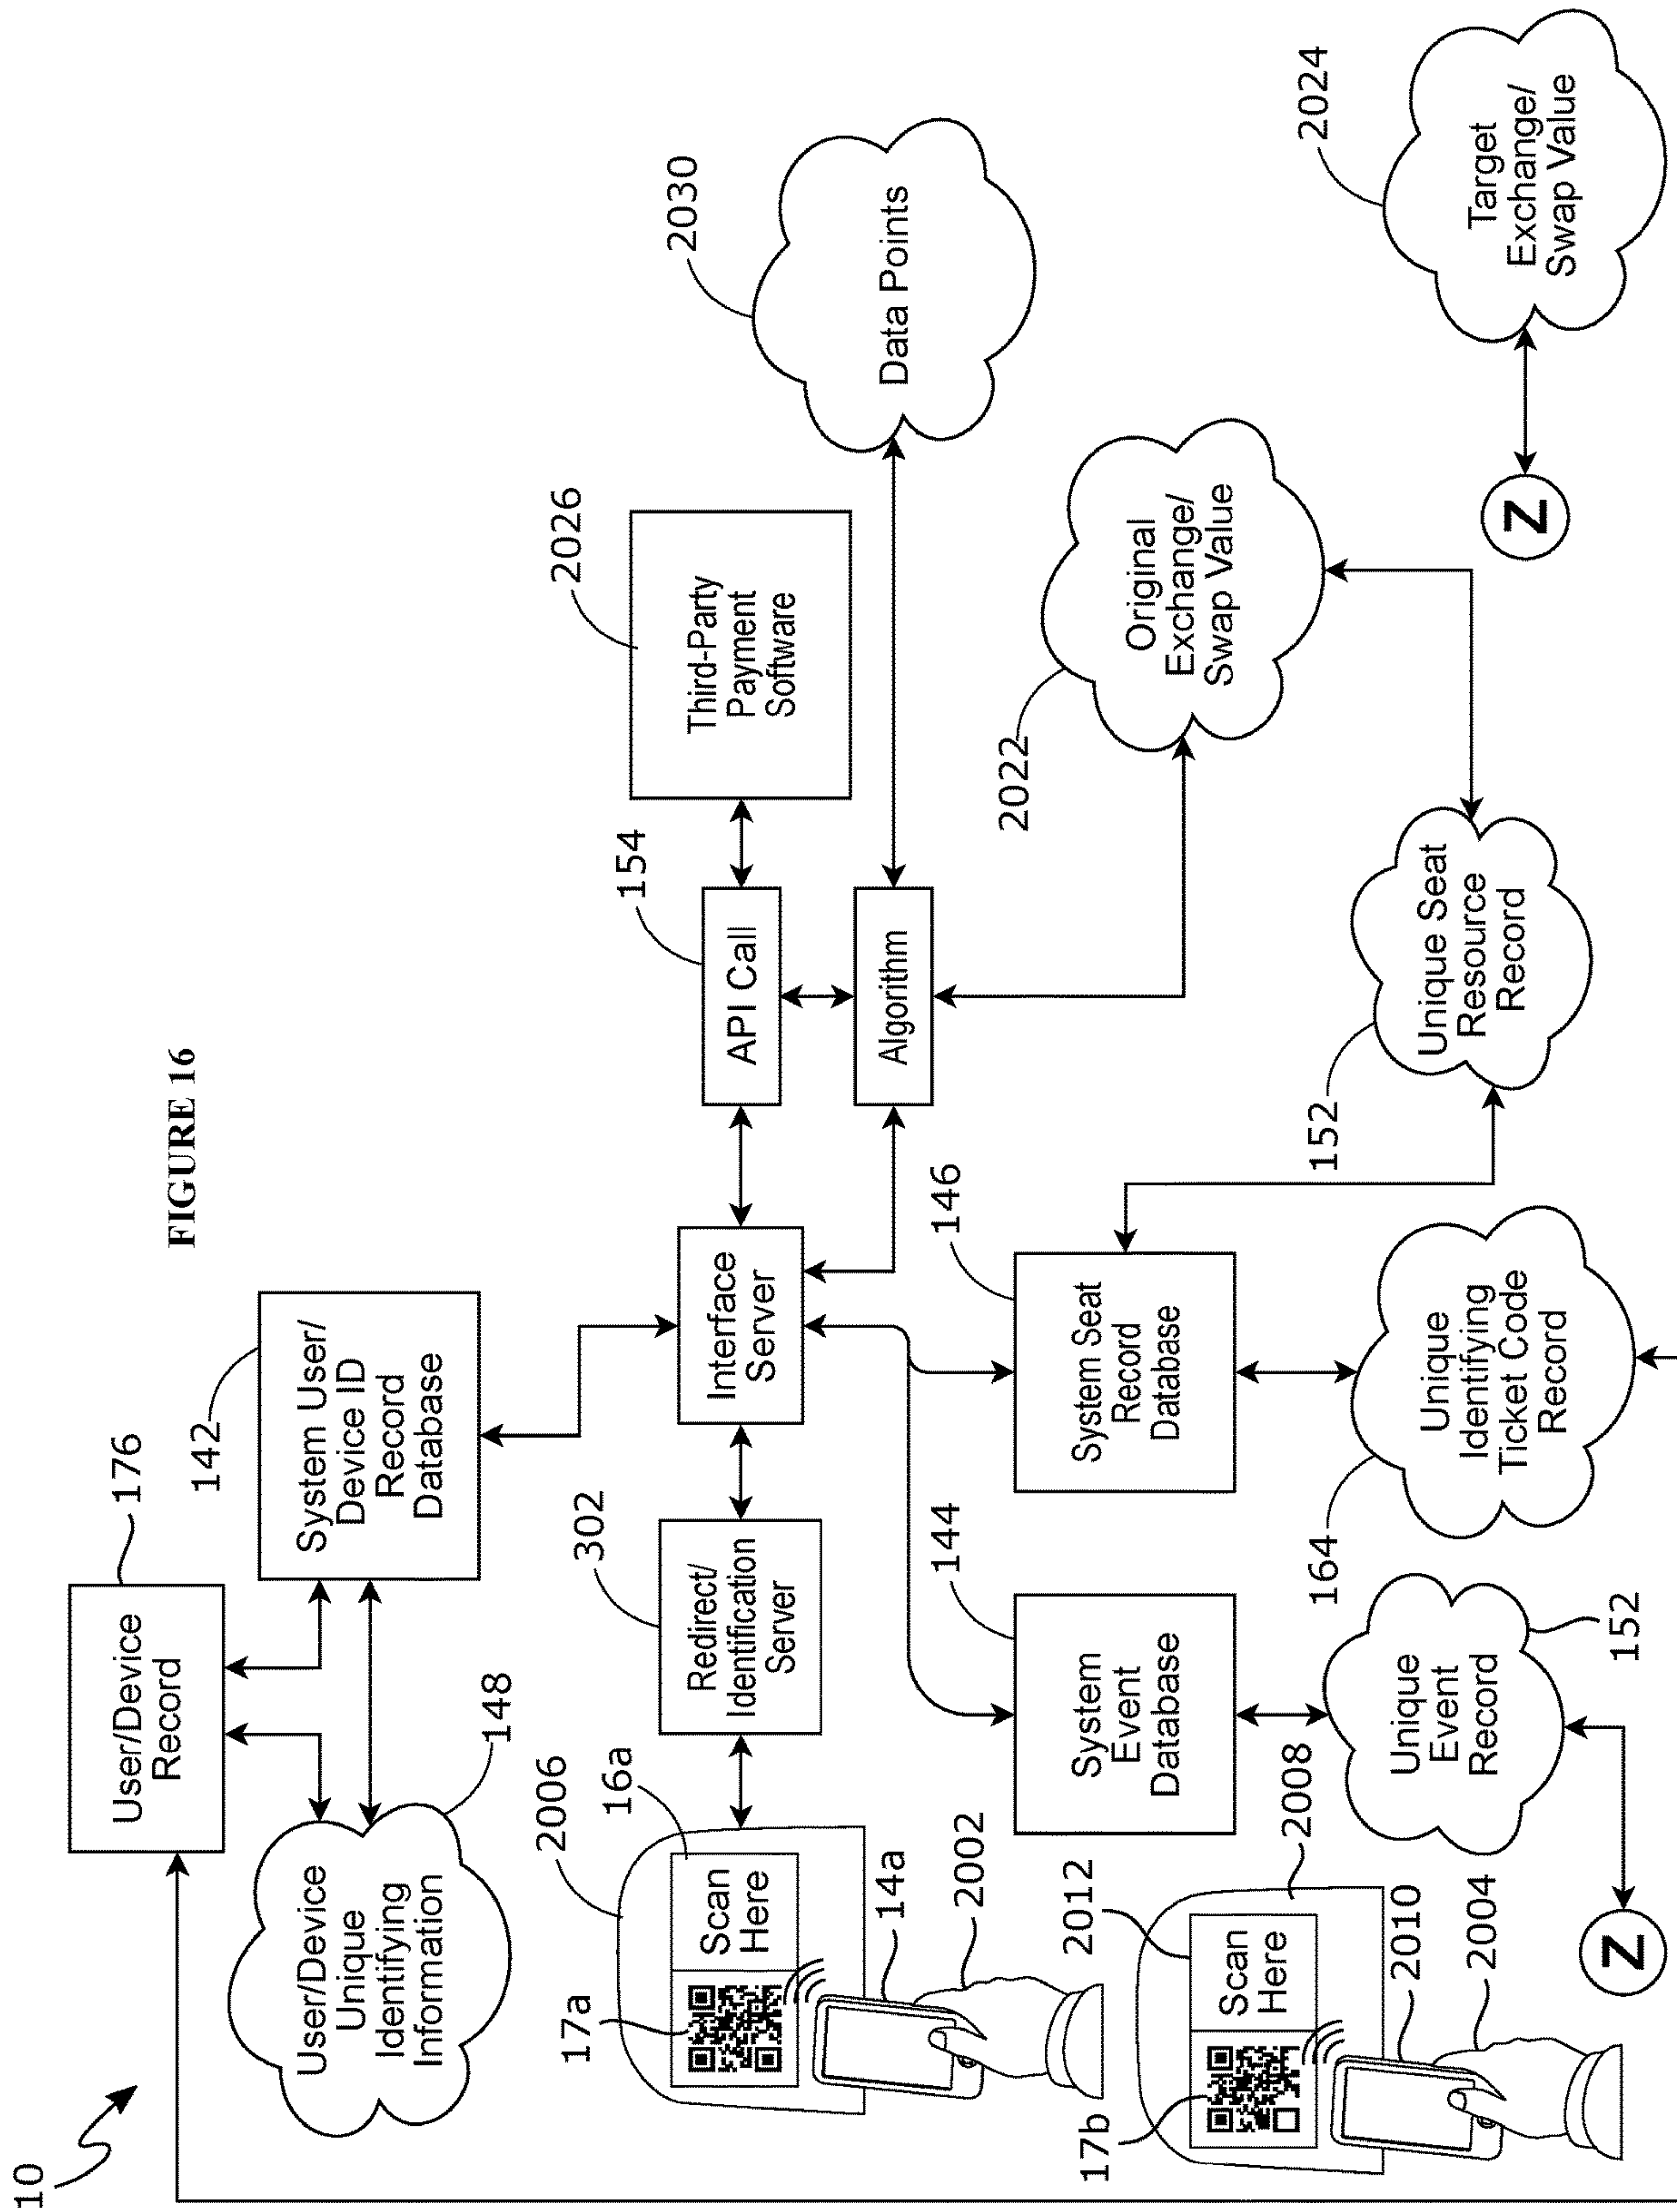 FIGURE 16
10
User/Device
Record
176
System User/
Device ID
Record
Database
142
User/Device
Unique
Identifying
Information
148
2006
16a
Scan
Here
17a
14a
2002
Redirect/
Identification
Server
302
Interface
Server
API Call
154
Third-Party
Payment
Software
2026
Algorithm
Data Points
2030
Original
Exchange/
Swap Value
2022
Target
Exchange/
Swap Value
2024
Z
2012
2008
Scan
Here
17b
2010
2004
System
Event
Database
144
System Seat
Record
Database
146
Unique
Event
Record
152
Z
Unique
Identifying
Ticket Code
Record
164
Unique Seat
Resource
Record
152